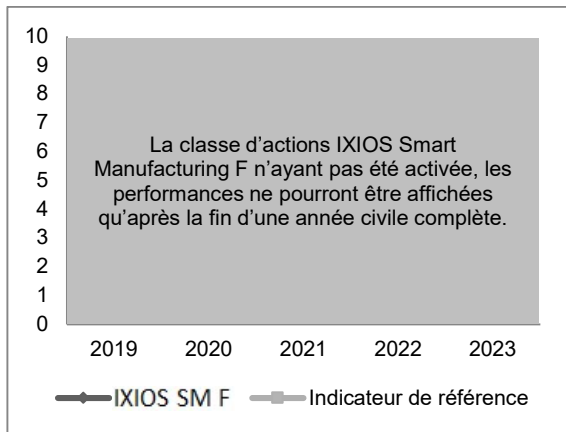 10
9
8
7
6
5
4
3
2
1
0
La classe d'actions IXIOS Smart
Manufacturing F n'ayant pas été activée, les
performances ne pourront être affichées
qu'après la fin d'une année civile complète.
2019 2020 2021 2022 2023
IXIOS SM F Indicateur de référence